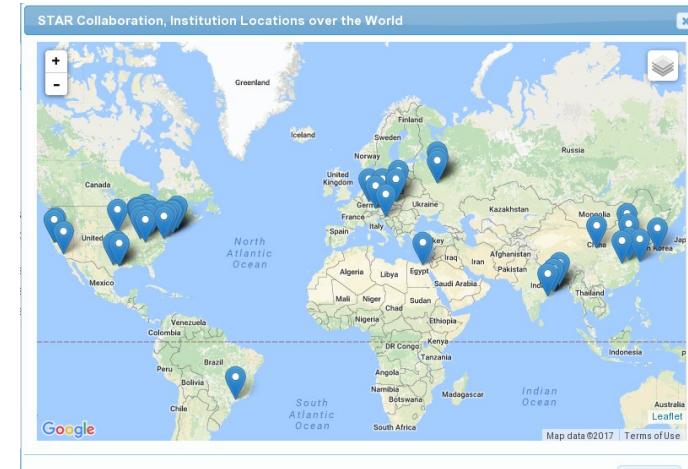 STAR Collaboration, Institution Locations over the World
+
-
Greenland
Iceland
Finland
Sweden
Norway
Russia
United
Kingdom
Canada
Germ
Ukraine
France
Kazakhstan
Mongolia
Italy
Spain
key
United
North
Atlantic
Ocean
China
Korea
Jap
Iraq
Iran
Afghanistan
Pakistan
Algeria
Libya
Egypt
Saudi Arabia
Mexico
Ind
Thailand
Mali
Niger
Chad
Sudan
Nigeria
Ethiopia
Venezuela
Colombia
DR Congo
Kenya
Tanzania
Indonesia
P
Peru
Brazil
Bolivia
Angola
Namibia
Botswana
Madagascar
Indian
Ocean
Chile
South
Atlantic
Ocean
South Africa
Australia
Leaflet
Google
Map data ©2017
Terms of Use